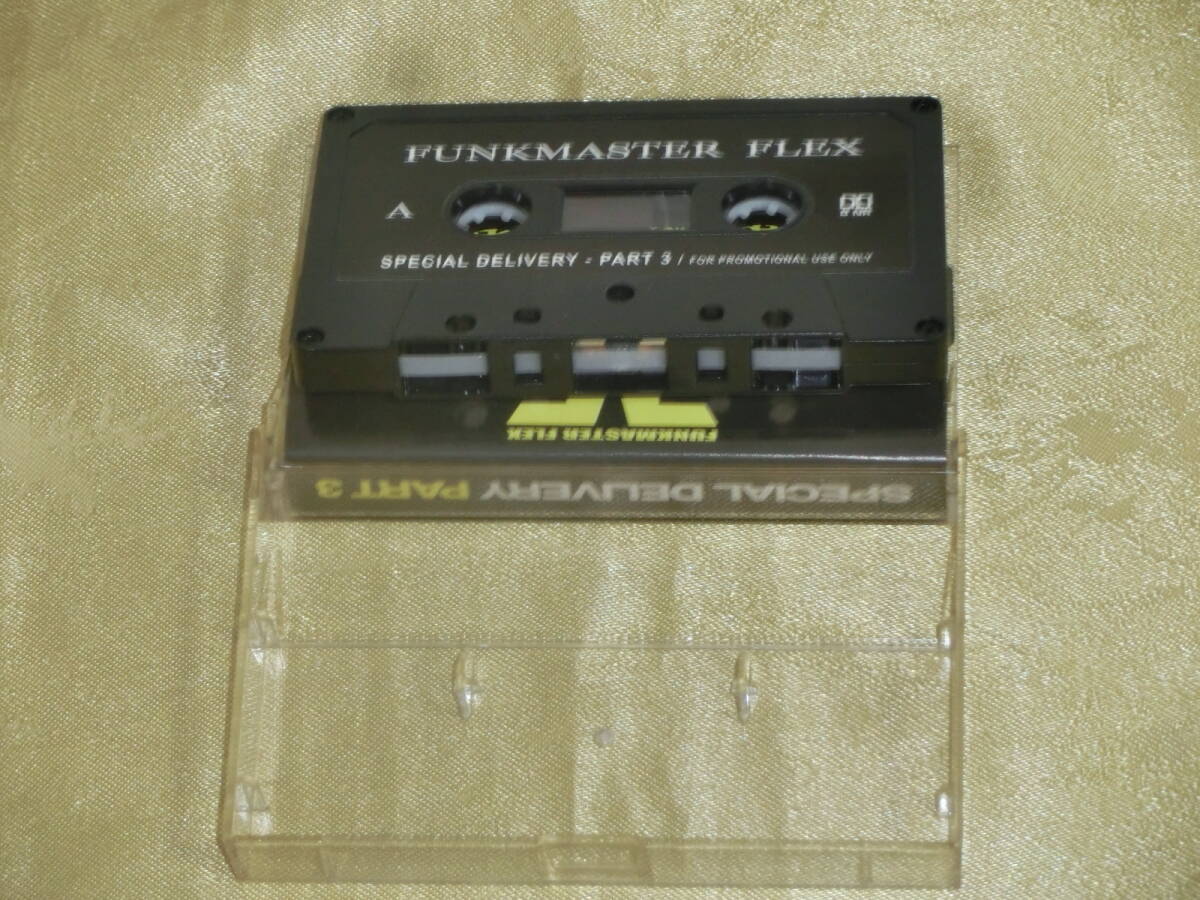 FUNKMASTER FLEX
A
SPECIAL DELIVERY - PART 3 / FOR PROMOTIONAL USE ONLY
FUNKMASTER FLEX
SPECIAL DELIVERY PART 3